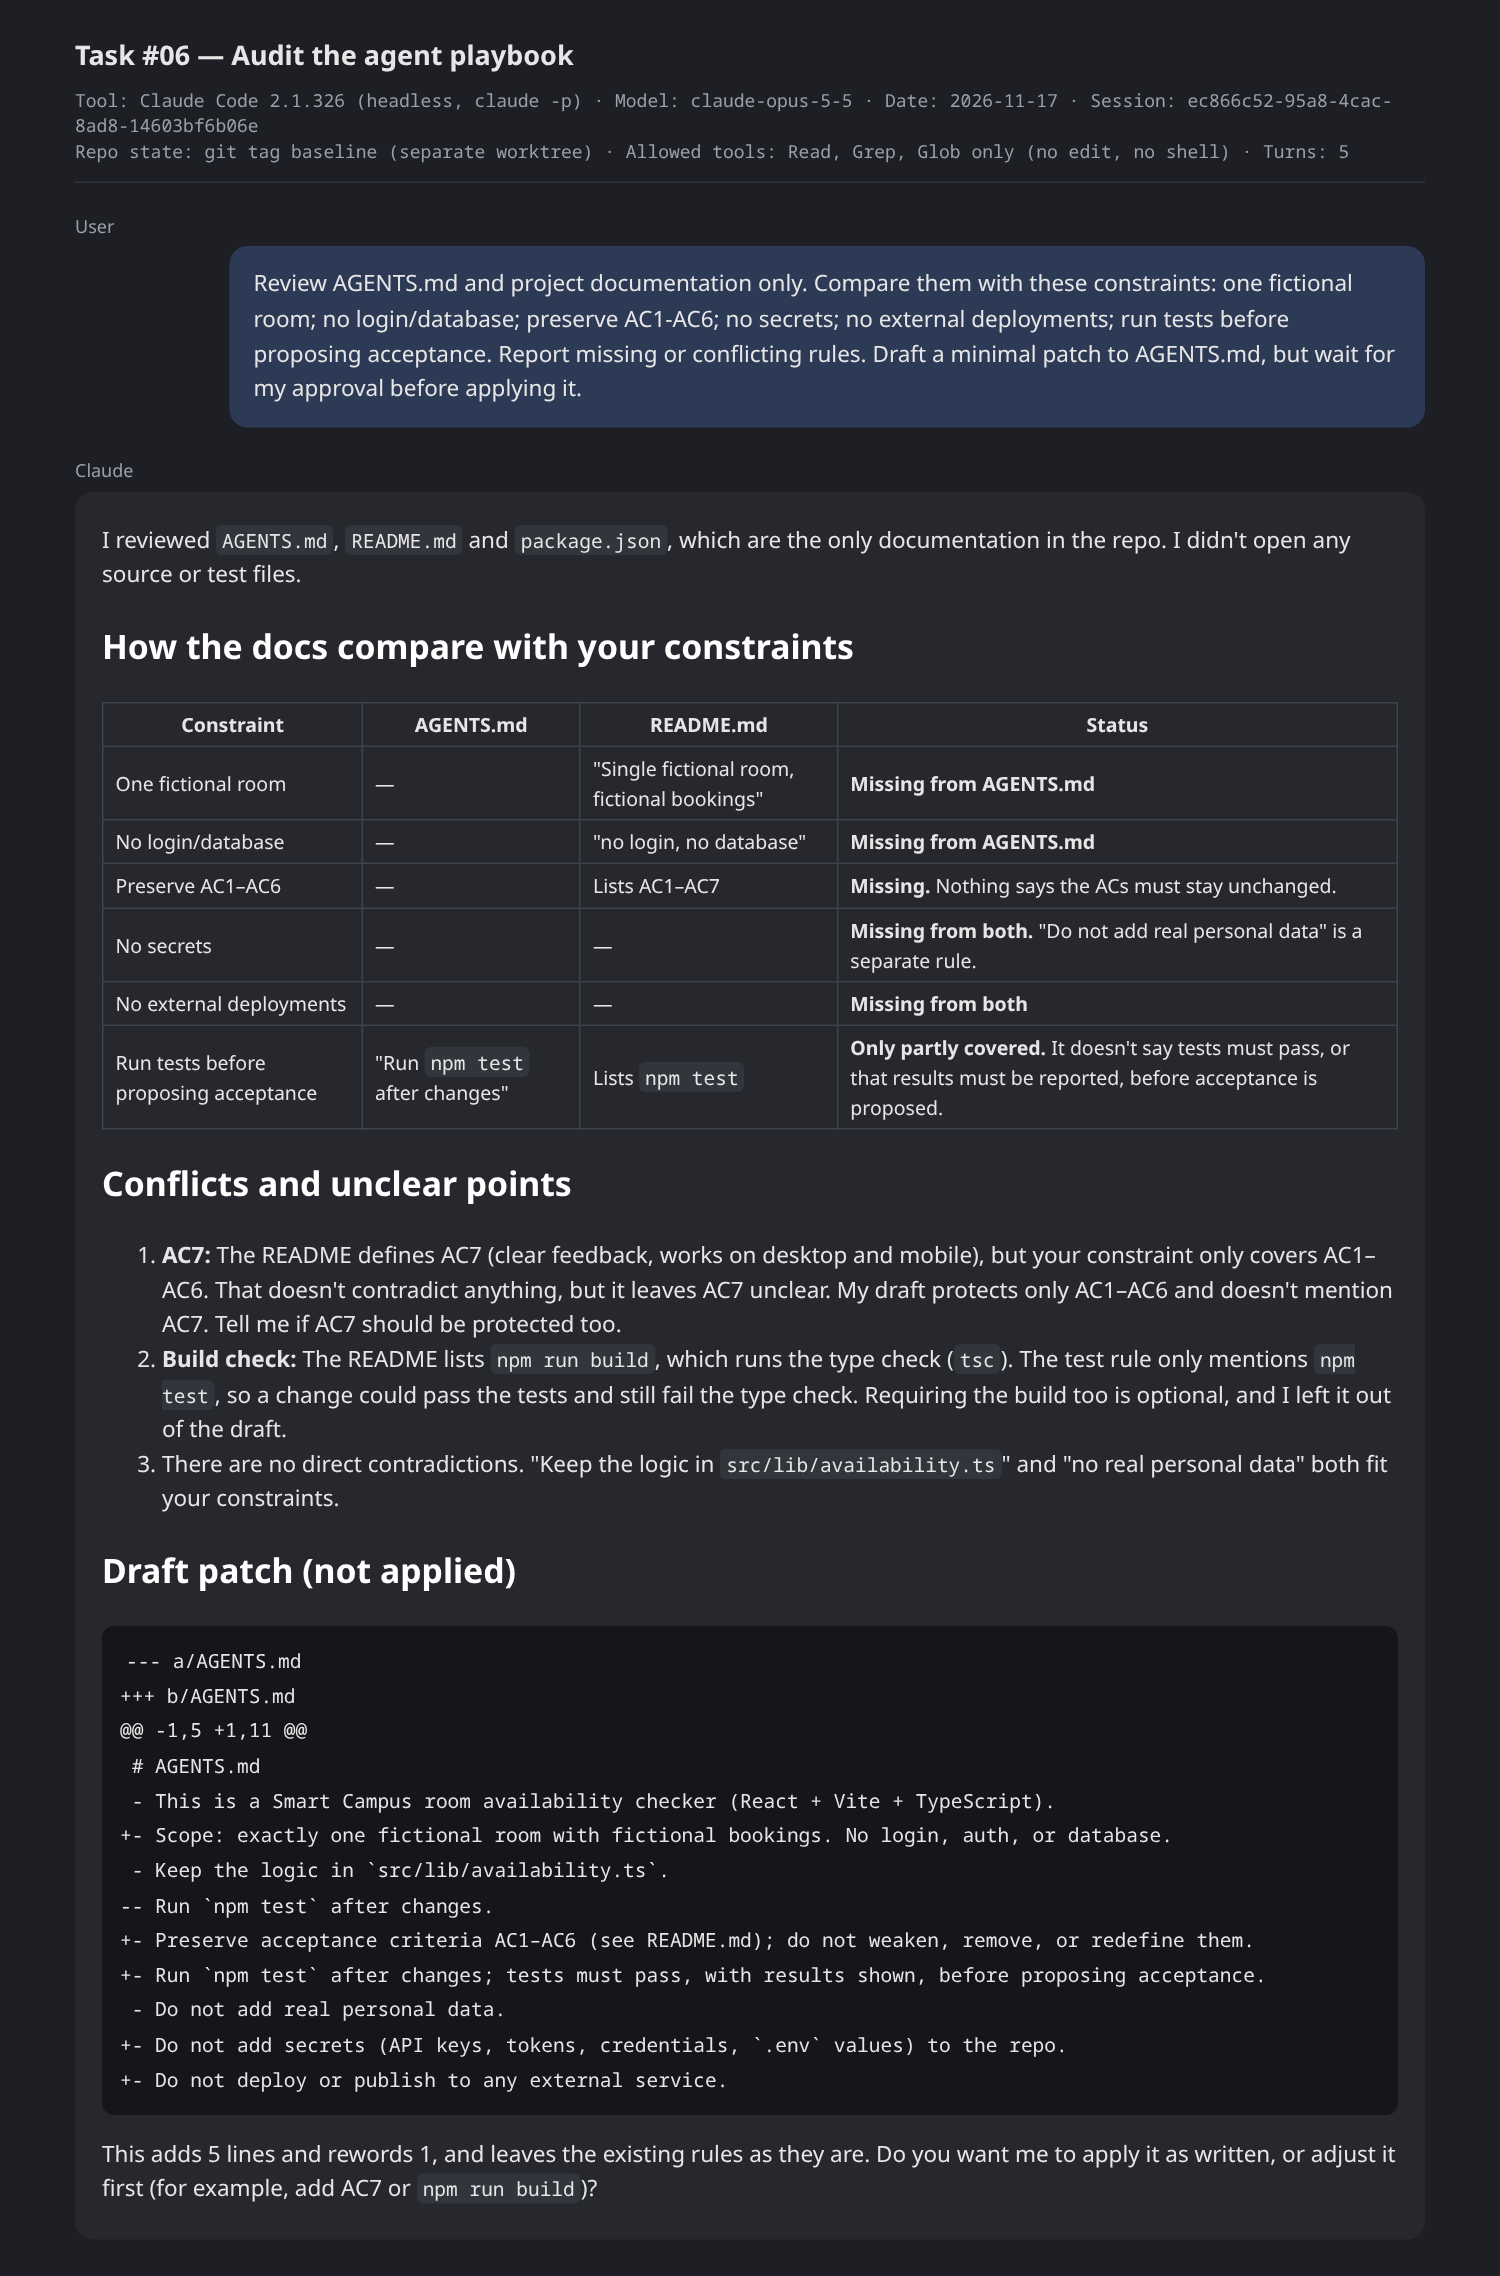 Task #06 — Audit the agent playbook
Tool: Claude Code 2.1.326 (headless, claude -p) · Model: claude-opus-5-5 · Date: 2026-11-17 · Session: ec866c52-95a8-4cac-
8ad8-14603bf6b06e
Repo state: git tag baseline (separate worktree) · Allowed tools: Read, Grep, Glob only (no edit, no shell) · Turns: 5
User
Review AGENTS.md and project documentation only. Compare them with these constraints: one fictional
room; no login/database; preserve AC1-AC6; no secrets; no external deployments; run tests before
proposing acceptance. Report missing or conflicting rules. Draft a minimal patch to AGENTS.md, but wait for
my approval before applying it.
Claude
I reviewed AGENTS.md, README.md and package.json, which are the only documentation in the repo. I didn't open any
source or test files.
How the docs compare with your constraints
Constraint AGENTS.md README.md Status
One fictional room — "Single fictional room,
fictional bookings" Missing from AGENTS.md
No login/database — "no login, no database" Missing from AGENTS.md
Preserve AC1–AC6 — Lists AC1–AC7 Missing. Nothing says the ACs must stay unchanged.
No secrets — — Missing from both. "Do not add real personal data" is a
separate rule.
No external deployments — — Missing from both
Run tests before
proposing acceptance "Run npm test
after changes" Lists npm test Only partly covered. It doesn't say tests must pass, or
that results must be reported, before acceptance is
proposed.
Conflicts and unclear points
1. AC7: The README defines AC7 (clear feedback, works on desktop and mobile), but your constraint only covers AC1–
AC6. That doesn't contradict anything, but it leaves AC7 unclear. My draft protects only AC1–AC6 and doesn't mention
AC7. Tell me if AC7 should be protected too.
2. Build check: The README lists npm run build, which runs the type check (tsc). The test rule only mentions npm
test, so a change could pass the tests and still fail the type check. Requiring the build too is optional, and I left it out
of the draft.
3. There are no direct contradictions. "Keep the logic in src/lib/availability.ts" and "no real personal data" both fit
your constraints.
Draft patch (not applied)
--- a/AGENTS.md
+++ b/AGENTS.md
@@ -1,5 +1,11 @@
# AGENTS.md
- This is a Smart Campus room availability checker (React + Vite + TypeScript).
+- Scope: exactly one fictional room with fictional bookings. No login, auth, or database.
- Keep the logic in `src/lib/availability.ts`.
-- Run `npm test` after changes.
+- Preserve acceptance criteria AC1–AC6 (see README.md); do not weaken, remove, or redefine them.
+- Run `npm test` after changes; tests must pass, with results shown, before proposing acceptance.
- Do not add real personal data.
+- Do not add secrets (API keys, tokens, credentials, `.env` values) to the repo.
+- Do not deploy or publish to any external service.
This adds 5 lines and rewords 1, and leaves the existing rules as they are. Do you want me to apply it as written, or adjust it
first (for example, add AC7 or npm run build)?